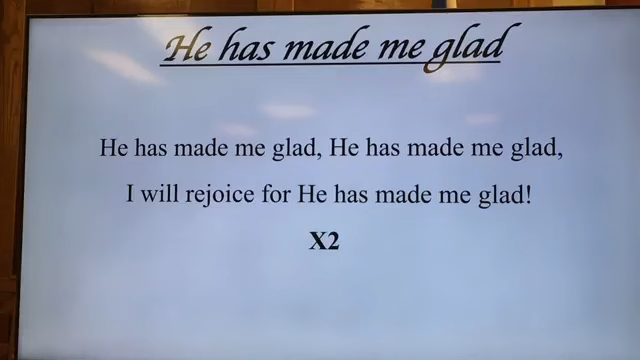 He has made me glad
He has made me glad, He has made me glad,
I will rejoice for He has made me glad!
X2